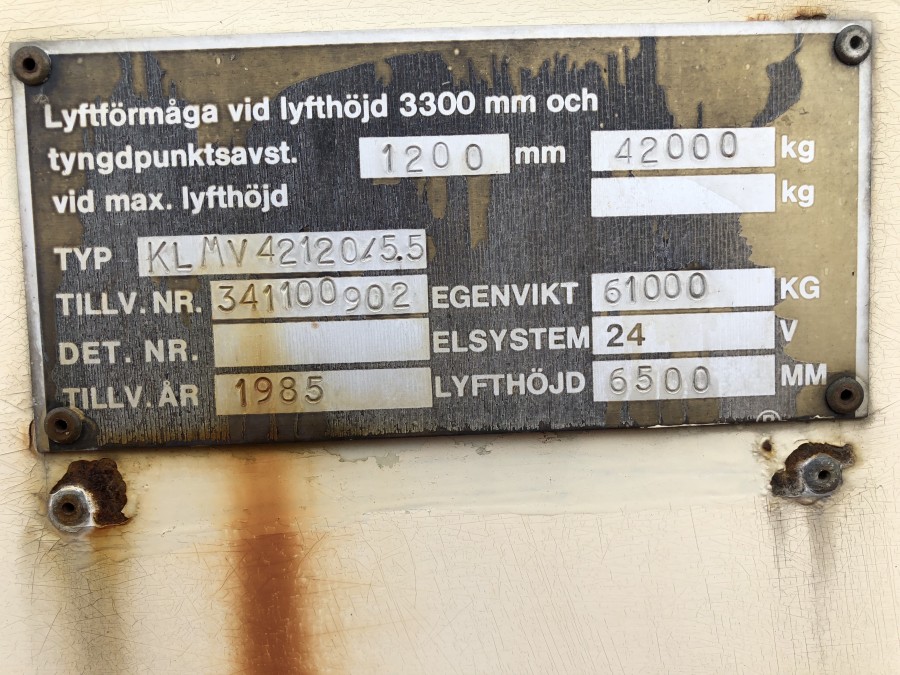 Lyftförmåga vid lyfthöjd 3300 mm och
tyngdpunktsavst. 1200 mm 42000 kg
vid max. lyfthöjd kg
TYP KLMV42120/5.5
TILLV. NR. 341100902 EGENVIKT 61000 KG
DET. NR. ELSYSTEM 24 V
TILLV. ÅR 1985 LYFTHÖJD 6500 MM
®